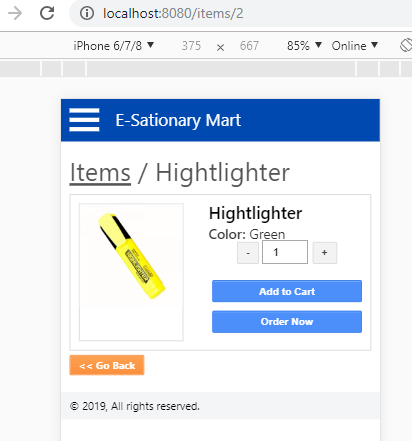 localhost:8080/items/2
iPhone 6/7/8 ▼ 375 × 667 85% ▼ Online ▼
E-Sationary Mart
Items / Hightlighter
Hightlighter
Color: Green
- 1 +
Add to Cart
Order Now
<< Go Back
© 2019, All rights reserved.